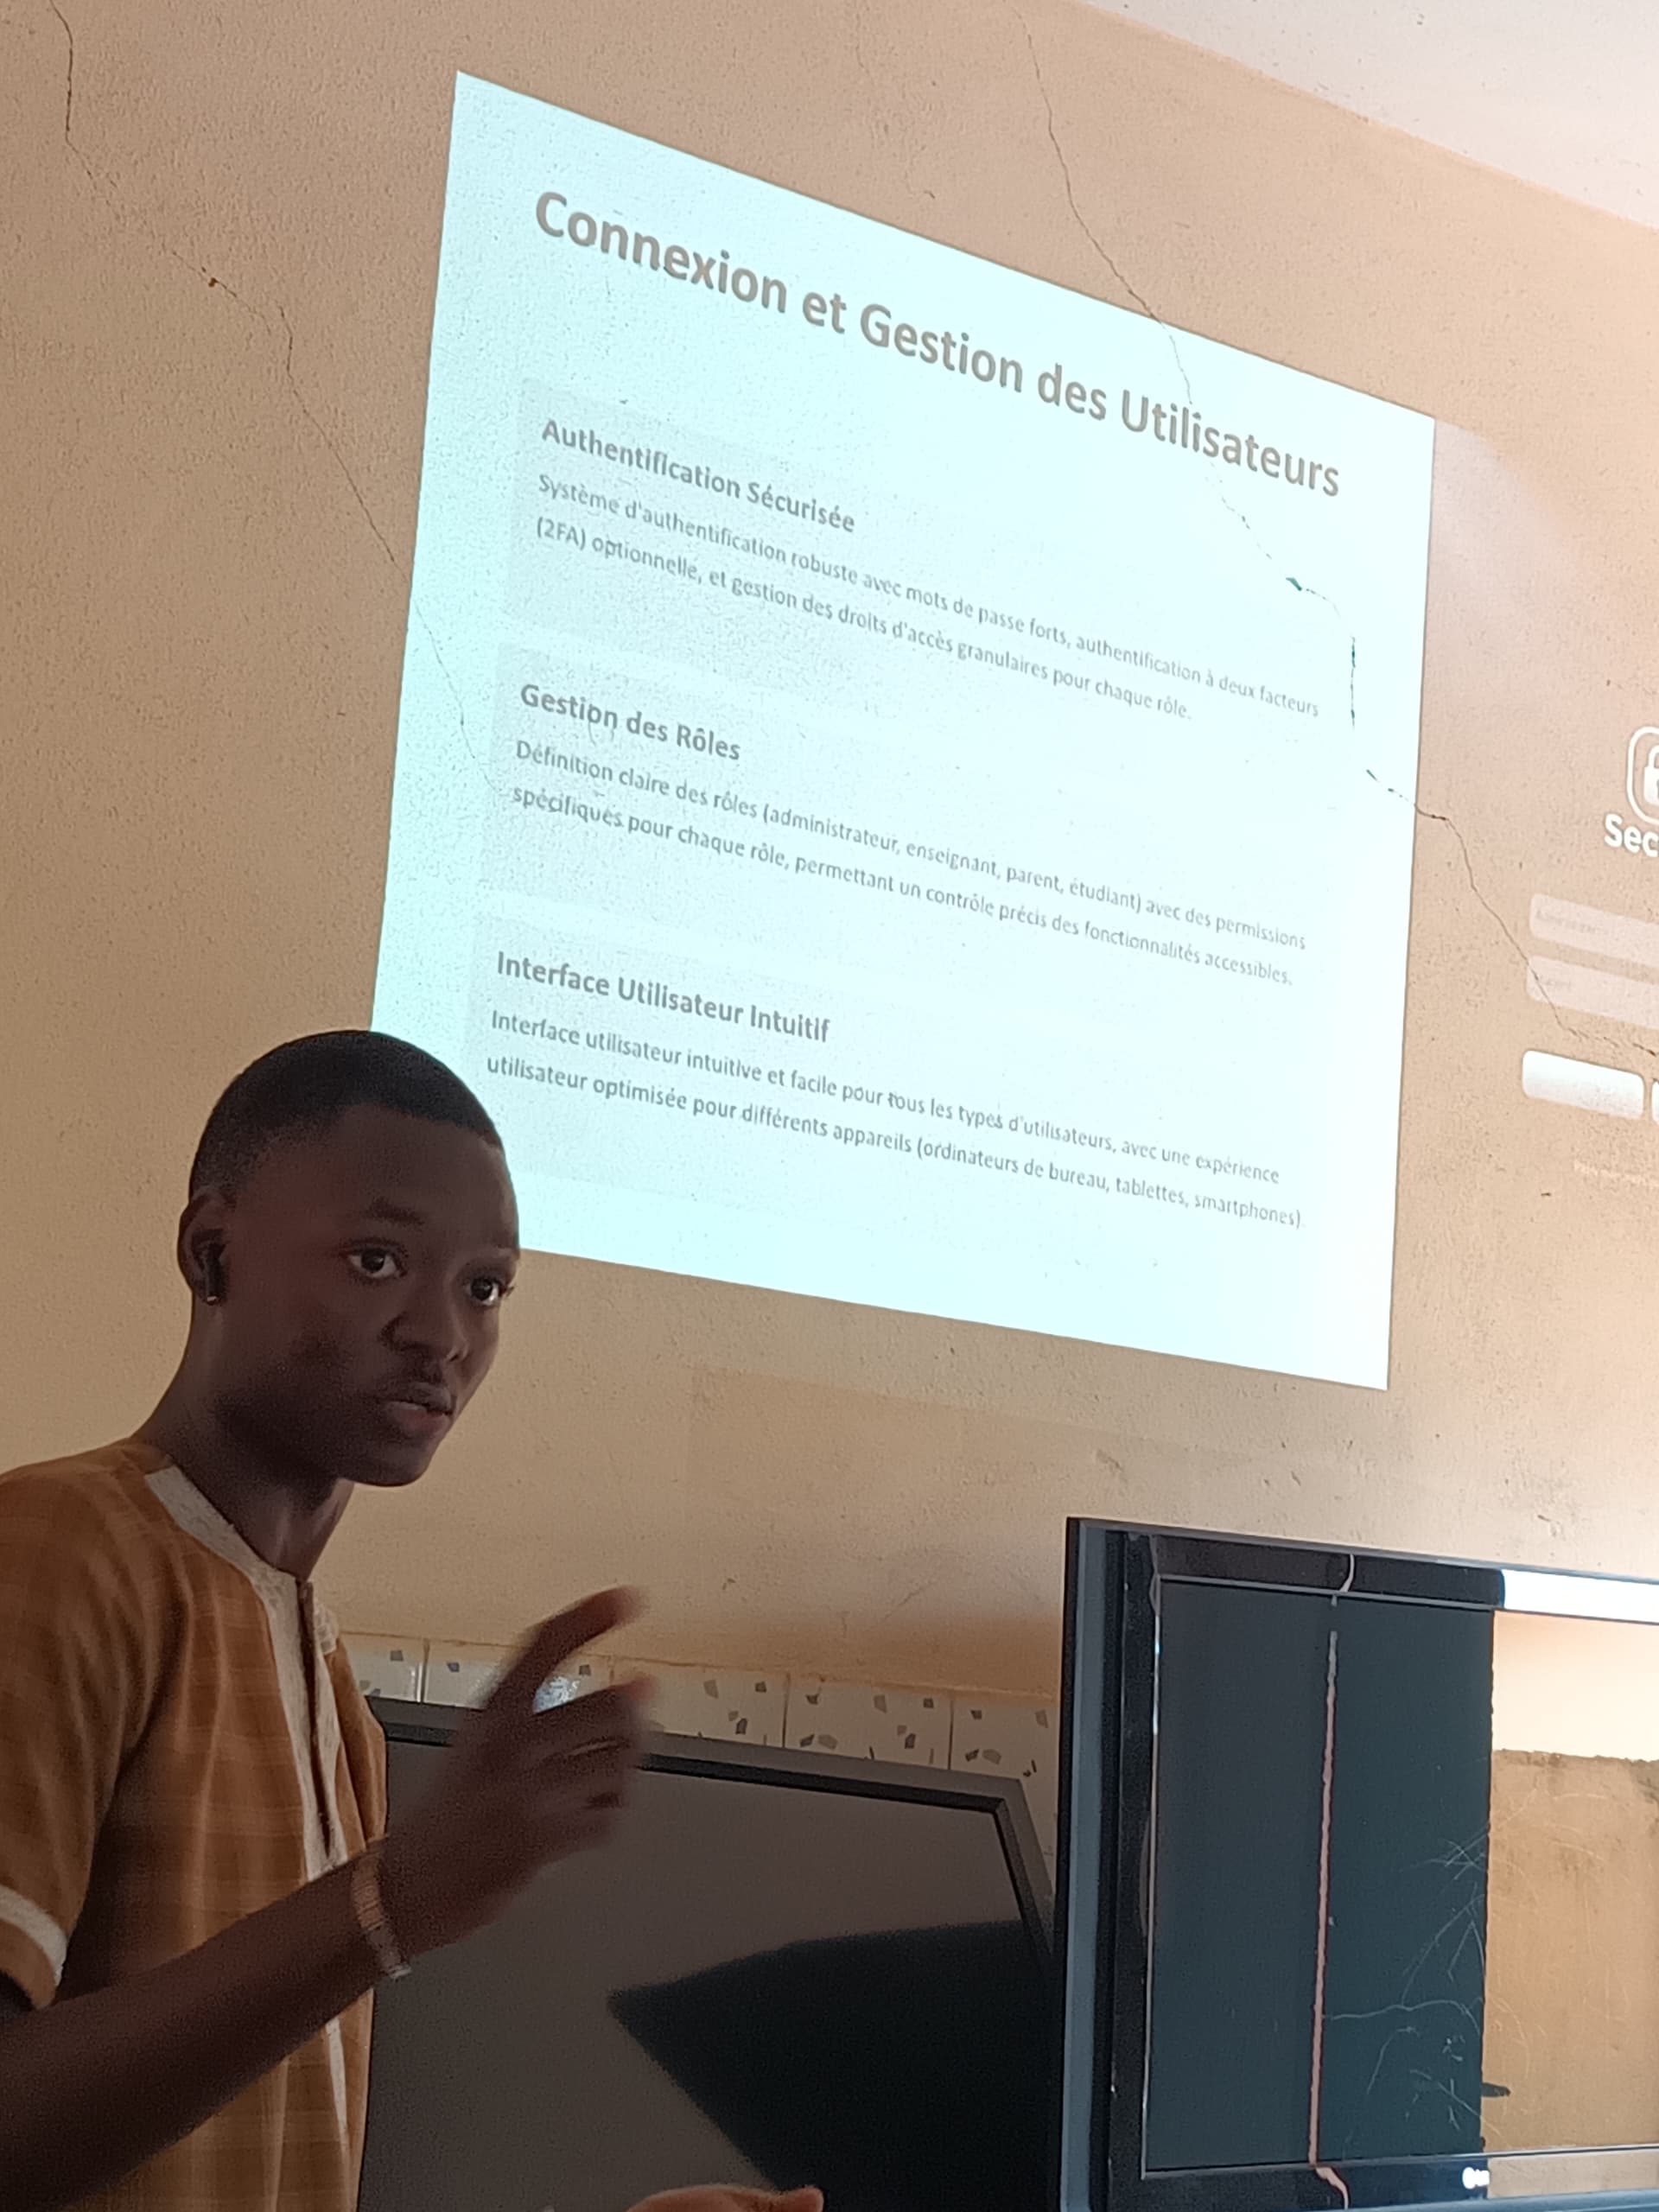 Connexion et Gestion des Utilisateurs
Authentification Sécurisée
Système d'authentification robuste avec mots de passe forts, authentification à deux facteurs
(2FA) optionnelle, et gestion des droits d'accès granulaires pour chaque rôle.
Gestion des Rôles
Définition claire des rôles (administrateur, enseignant, parent, étudiant) avec des permissions
spécifiques pour chaque rôle, permettant un contrôle précis des fonctionnalités accessibles.
Interface Utilisateur Intuitif
Interface utilisateur intuitive et facile pour tous les types d'utilisateurs, avec une expérience
utilisateur optimisée pour différents appareils (ordinateurs de bureau, tablettes, smartphones).
Sec